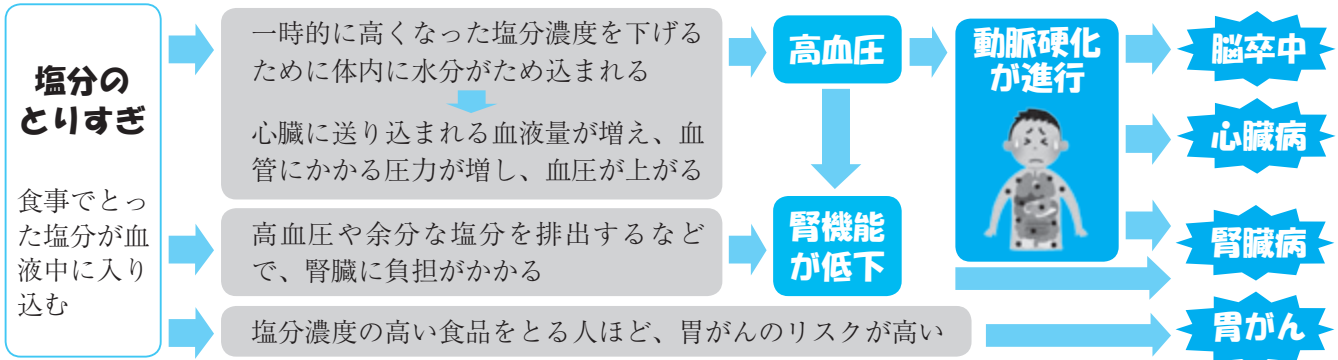 塩分の
とりすぎ
食事でとっ
た塩分が血
液中に入り
込む
一時的に高くなった塩分濃度を下げる
ために体内に水分がため込まれる
心臓に送り込まれる血液量が増え、血
管にかかる圧力が増し、血圧が上がる
高血圧や余分な塩分を排出するなど
で、腎臓に負担がかかる
塩分濃度の高い食品をとる人ほど、胃がんのリスクが高い
高血圧
腎機能
が低下
動脈硬化
が進行
脳卒中
心臓病
腎臓病
胃がん